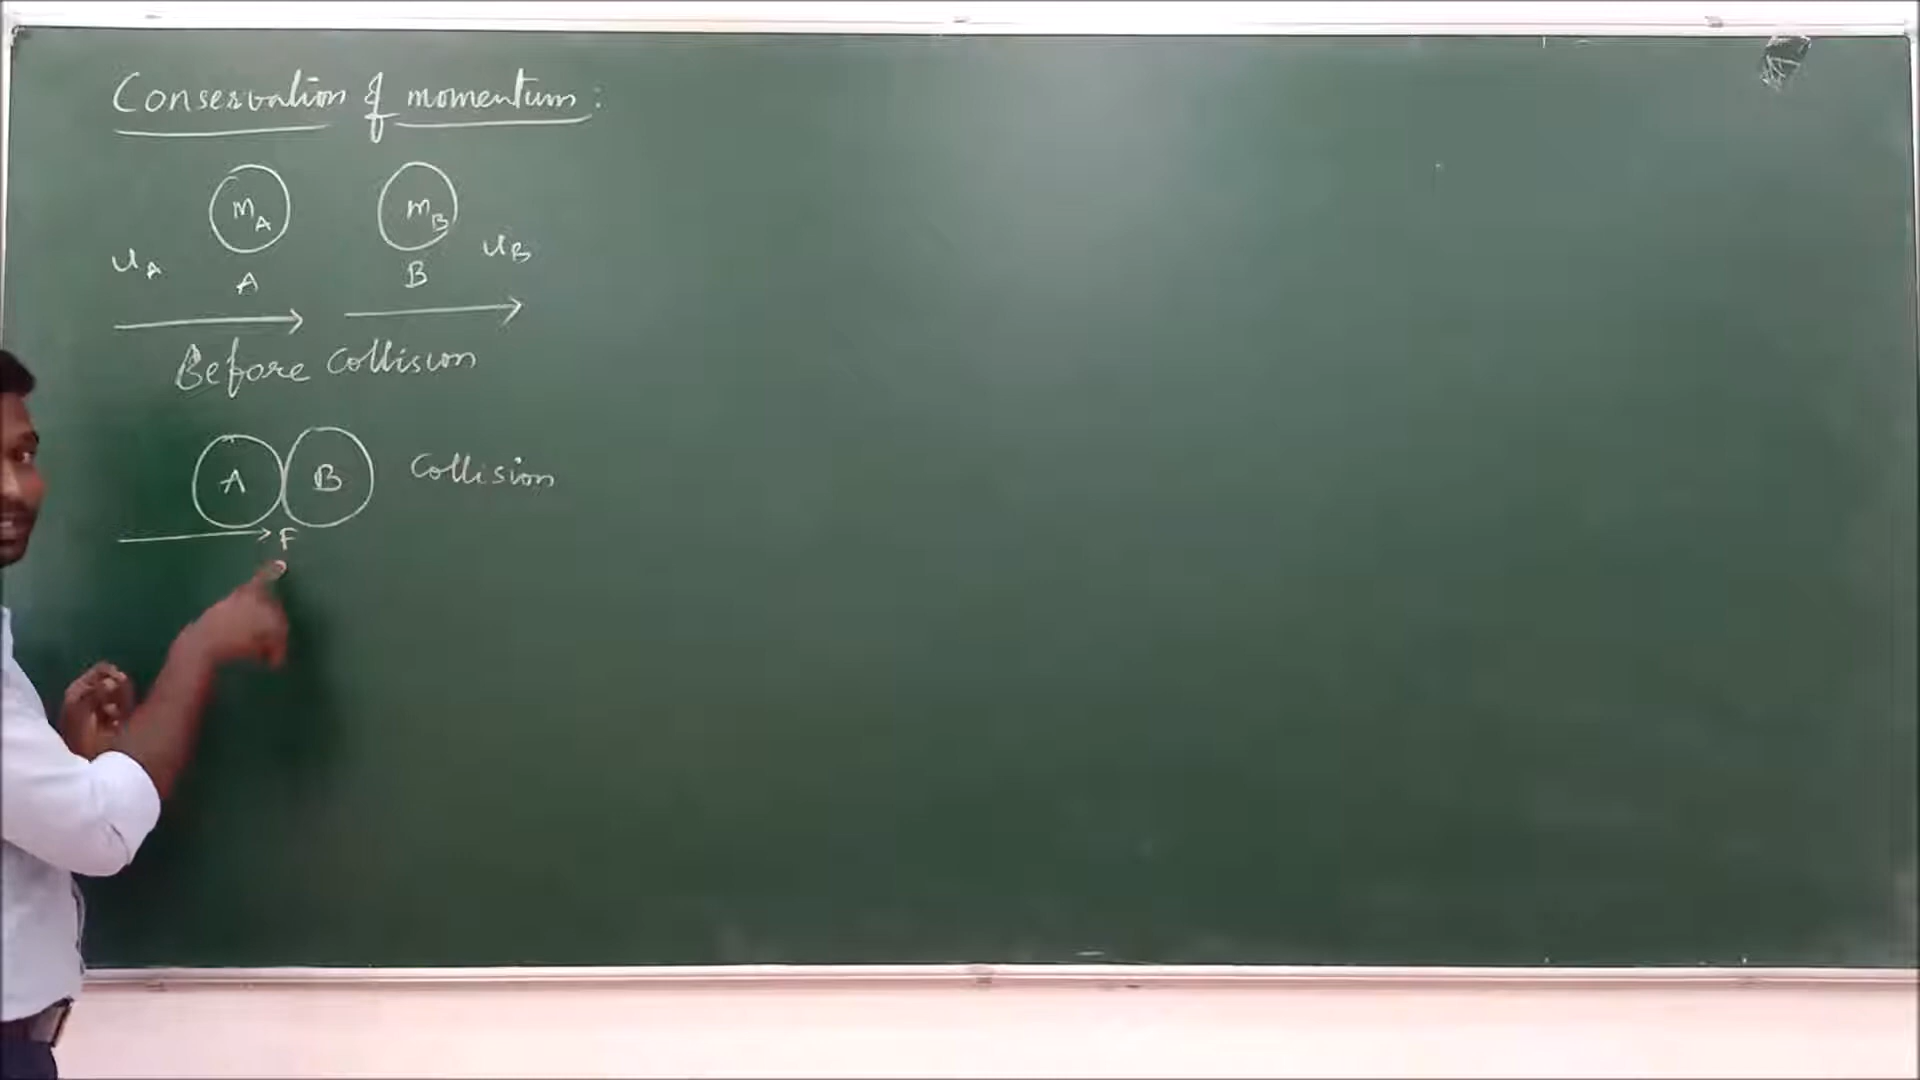 Conservation of momentum:
mA mB
uA A B uB
Before Collision
A B Collision
F